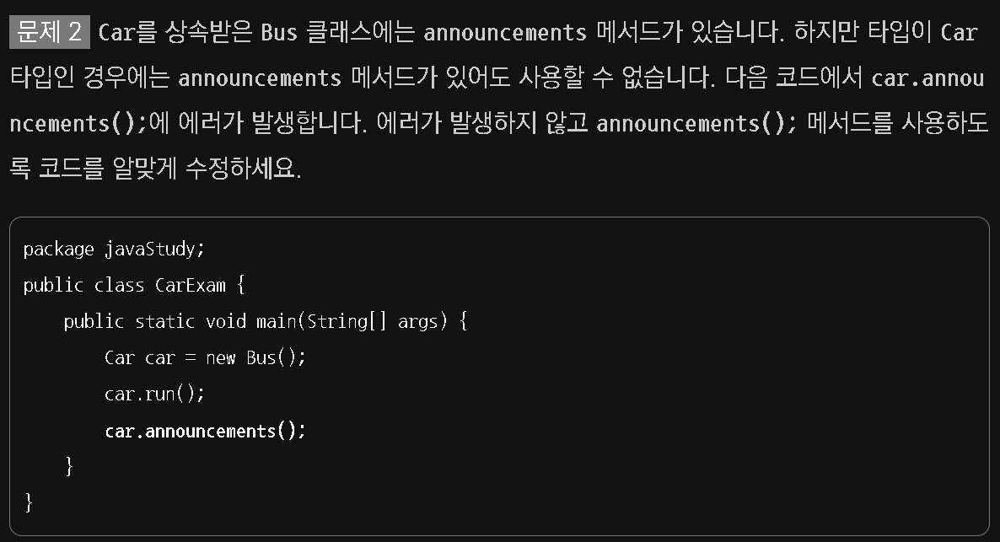 문제 2 Car를 상속받은 Bus 클래스에는 announcements 메서드가 있습니다. 하지만 타입이 Car
타입인 경우에는 announcements 메서드가 있어도 사용할 수 없습니다. 다음 코드에서 car.annou
ncements();에 에러가 발생합니다. 에러가 발생하지 않고 announcements(); 메서드를 사용하도
록 코드를 알맞게 수정하세요.
package javaStudy;
public class CarExam {
    public static void main(String[] args) {
        Car car = new Bus();
        car.run();
        car.announcements();
    }
}